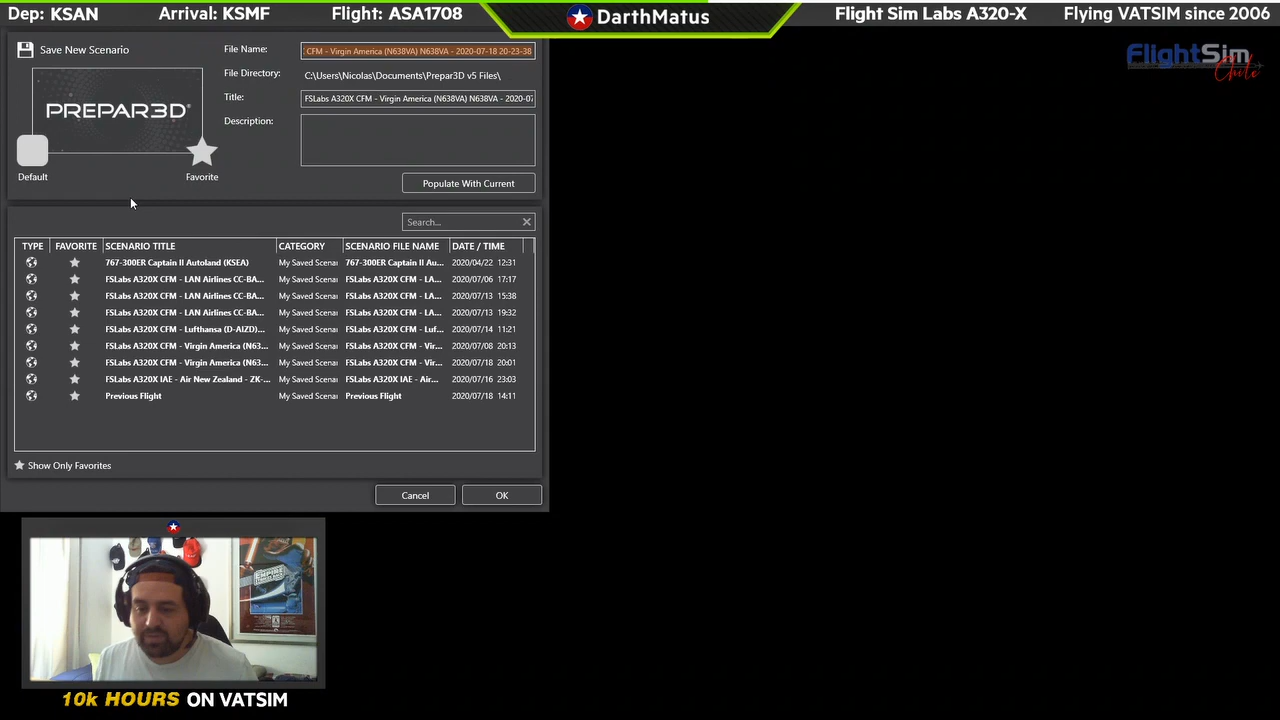 Dep: KSAN
Arrival: KSMF
Flight: ASA1708
DarthMatus
Flight Sim Labs A320-X
Flying VATSIM since 2006
FlightSim
Chile
Save New Scenario
PREPAR3D
Default
Favorite
File Name:
CFM - Virgin America (N638VA) N638VA - 2020-07-18 20-23-38
File Directory:
C:\Users\Nicolas\Documents\Prepar3D v5 Files\
Title:
FSLabs A320X CFM - Virgin America (N638VA) N638VA - 2020-07
Description:
Populate With Current
Search...
TYPE FAVORITE SCENARIO TITLE CATEGORY SCENARIO FILE NAME DATE / TIME
767-300ER Captain II Autoland (KSEA) My Saved Scenar 767-300ER Captain II Au... 2020/04/22 12:31
FSLabs A320X CFM - LAN Airlines CC-BA... My Saved Scenar FSLabs A320X CFM - LA... 2020/07/06 17:17
FSLabs A320X CFM - LAN Airlines CC-BA... My Saved Scenar FSLabs A320X CFM - LA... 2020/07/13 15:38
FSLabs A320X CFM - LAN Airlines CC-BA... My Saved Scenar FSLabs A320X CFM - LA... 2020/07/13 19:32
FSLabs A320X CFM - Lufthansa (D-AIZD)... My Saved Scenar FSLabs A320X CFM - Luf... 2020/07/14 11:21
FSLabs A320X CFM - Virgin America (N63... My Saved Scenar FSLabs A320X CFM - Vir... 2020/07/08 20:13
FSLabs A320X CFM - Virgin America (N63... My Saved Scenar FSLabs A320X CFM - Vir... 2020/07/18 20:01
FSLabs A320X IAE - Air New Zealand - ZK-... My Saved Scenar FSLabs A320X IAE - Air... 2020/07/16 23:03
Previous Flight My Saved Scenar Previous Flight 2020/07/18 14:11
Show Only Favorites
Cancel
OK
10k HOURS ON VATSIM